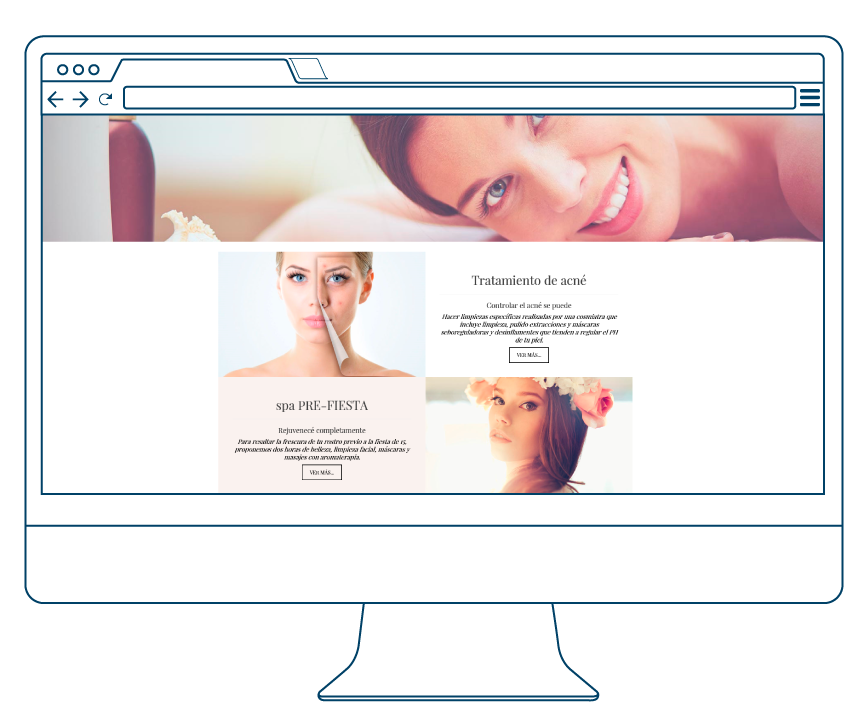 Tratamiento de acné
Controlar el acné se puede
Hacer limpiezas específicas realizadas por una cosmiatra que
incluye limpieza, pulido extracciones y máscaras
seboreguladoras y desinflamantes que tienden a regular el PH
de tu piel.
VER MÁS...
spa PRE-FIESTA
Rejuvenecé completamente
Para resaltar la frescura de tu rostro previo a la fiesta de 15,
proponemos dos horas de belleza, limpieza facial, máscaras y
masajes con aromaterapia.
VER MÁS...